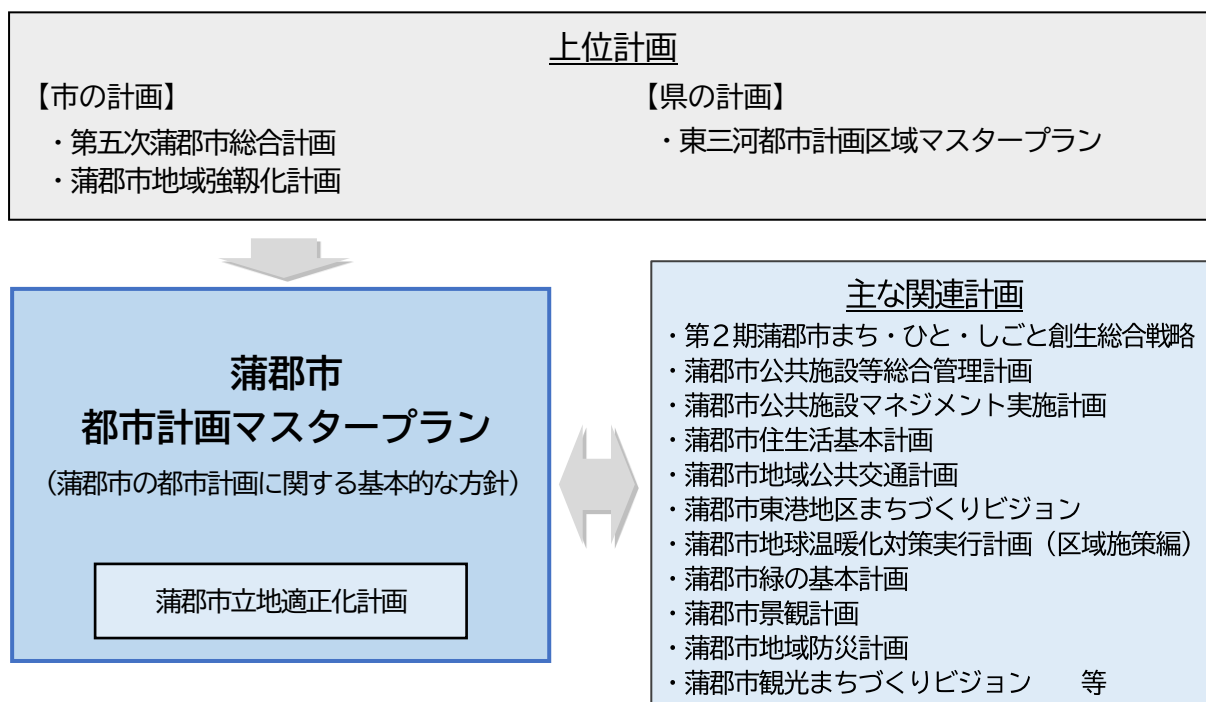 上位計画
【市の計画】
・第五次蒲郡市総合計画
・蒲郡市地域強靱化計画
【県の計画】
・東三河都市計画区域マスタープラン
蒲郡市
都市計画マスタープラン
（蒲郡市の都市計画に関する基本的な方針）
蒲郡市立地適正化計画
主な関連計画
・第２期蒲郡市まち・ひと・しごと創生総合戦略
・蒲郡市公共施設等総合管理計画
・蒲郡市公共施設マネジメント実施計画
・蒲郡市住生活基本計画
・蒲郡市地域公共交通計画
・蒲郡市東港地区まちづくりビジョン
・蒲郡市地球温暖化対策実行計画（区域施策編）
・蒲郡市緑の基本計画
・蒲郡市景観計画
・蒲郡市地域防災計画
・蒲郡市観光まちづくりビジョン　　等